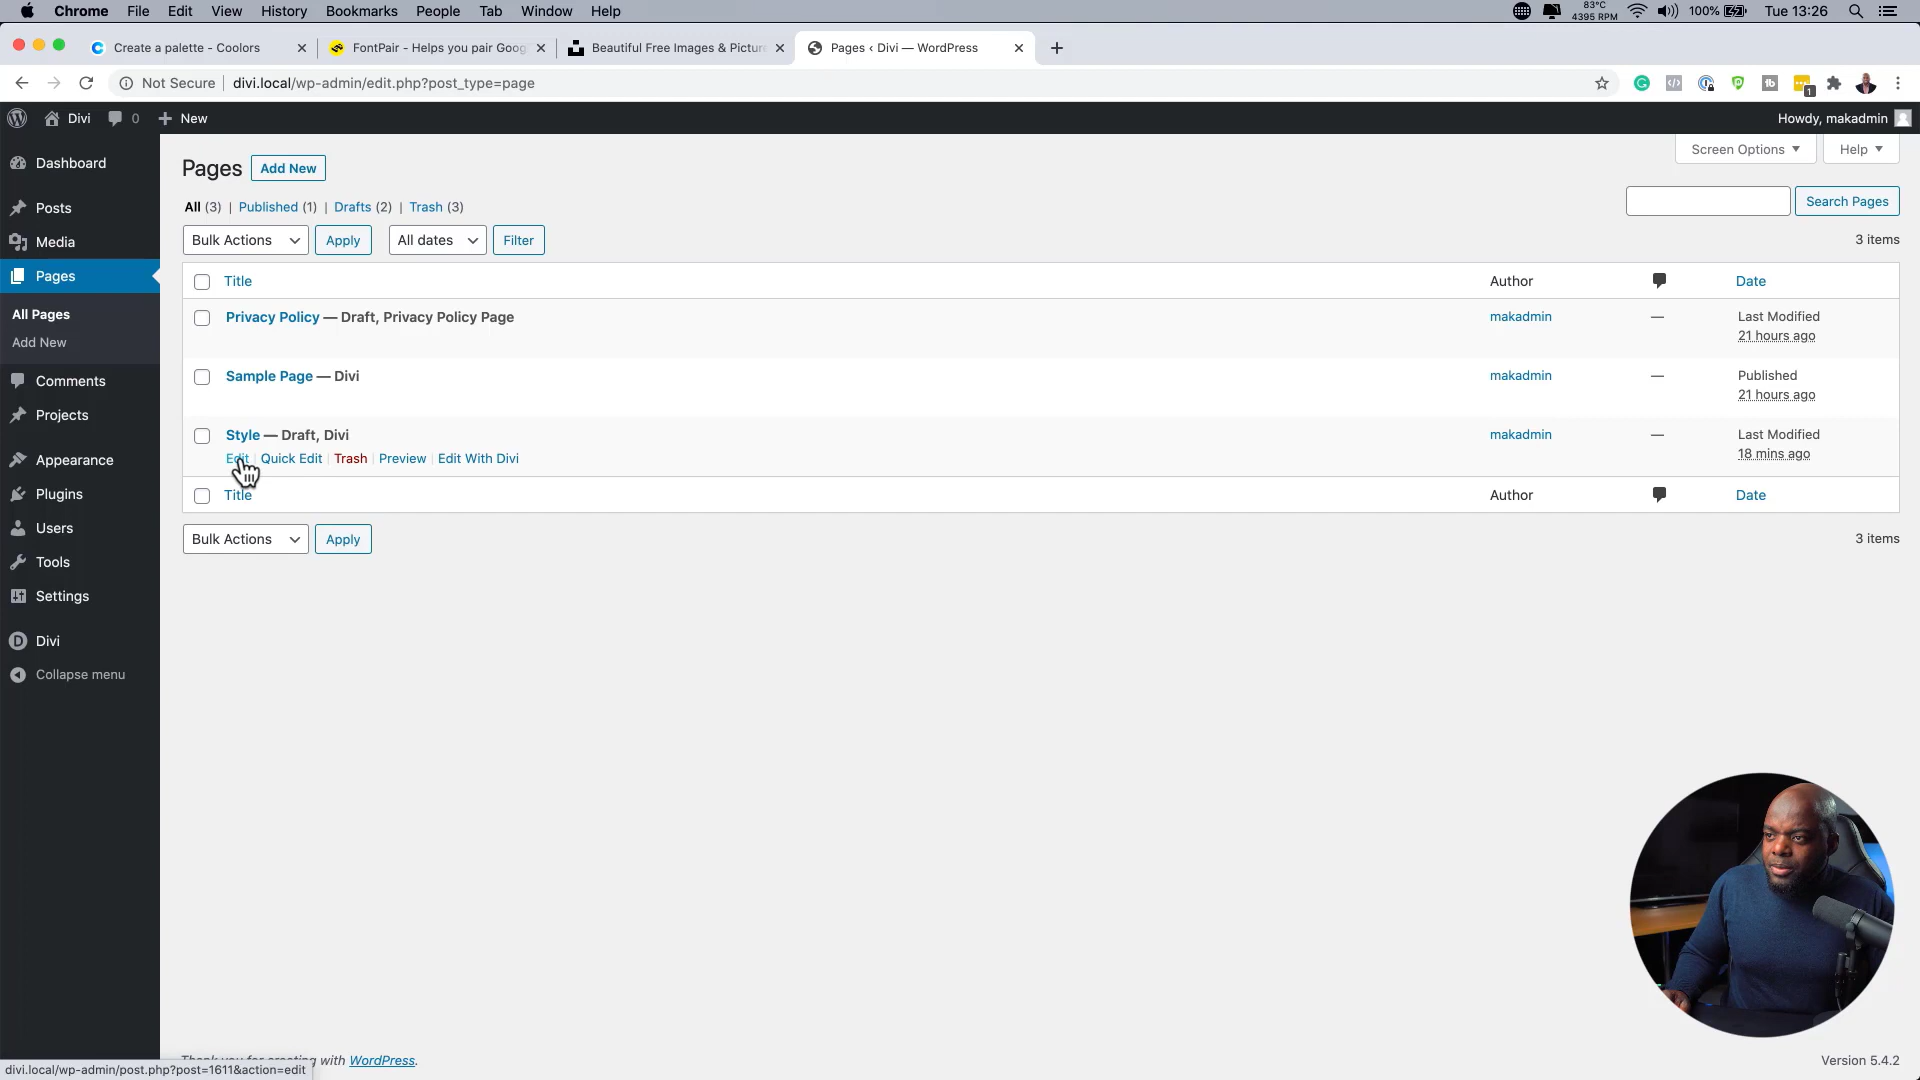 Chrome File Edit View History Bookmarks People Tab Window Help 83°C 4395 RPM 100% Tue 13:26
Create a palette - Coolors FontPair - Helps you pair Goog Beautiful Free Images & Pictur Pages ‹ Divi — WordPress
Not Secure divi.local/wp-admin/edit.php?post_type=page 1
Divi 0 New Howdy, makadmin
Screen Options Help
Dashboard
Posts
Media
Pages
All Pages
Add New
Comments
Projects
Appearance
Plugins
Users
Tools
Settings
Divi
Collapse menu
Pages Add New
All (3) | Published (1) | Drafts (2) | Trash (3)
Search Pages
Bulk Actions Apply All dates Filter 3 items
Title Author Date
Privacy Policy — Draft, Privacy Policy Page makadmin — Last Modified
21 hours ago
Sample Page — Divi makadmin — Published
21 hours ago
Style — Draft, Divi makadmin — Last Modified
Edit | Quick Edit | Trash | Preview | Edit With Divi 18 mins ago
Title Author Date
Bulk Actions Apply 3 items
Thank you for creating with WordPress. Version 5.4.2
divi.local/wp-admin/post.php?post=1611&action=edit